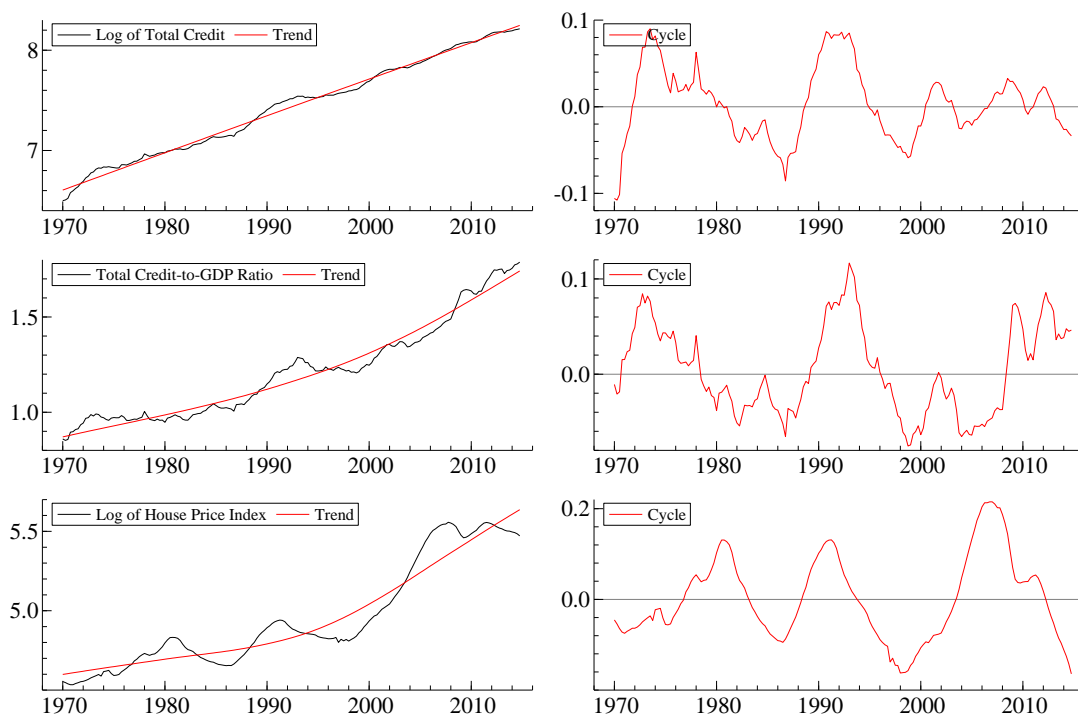 Log of Total Credit Trend
8
7
1970 1980 1990 2000 2010
Cycle
0.1
0.0
-0.1
1970 1980 1990 2000 2010
Total Credit-to-GDP Ratio Trend
1.5
1.0
1970 1980 1990 2000 2010
Cycle
0.1
0.0
1970 1980 1990 2000 2010
Log of House Price Index Trend
5.5
5.0
1970 1980 1990 2000 2010
Cycle
0.2
0.0
1970 1980 1990 2000 2010